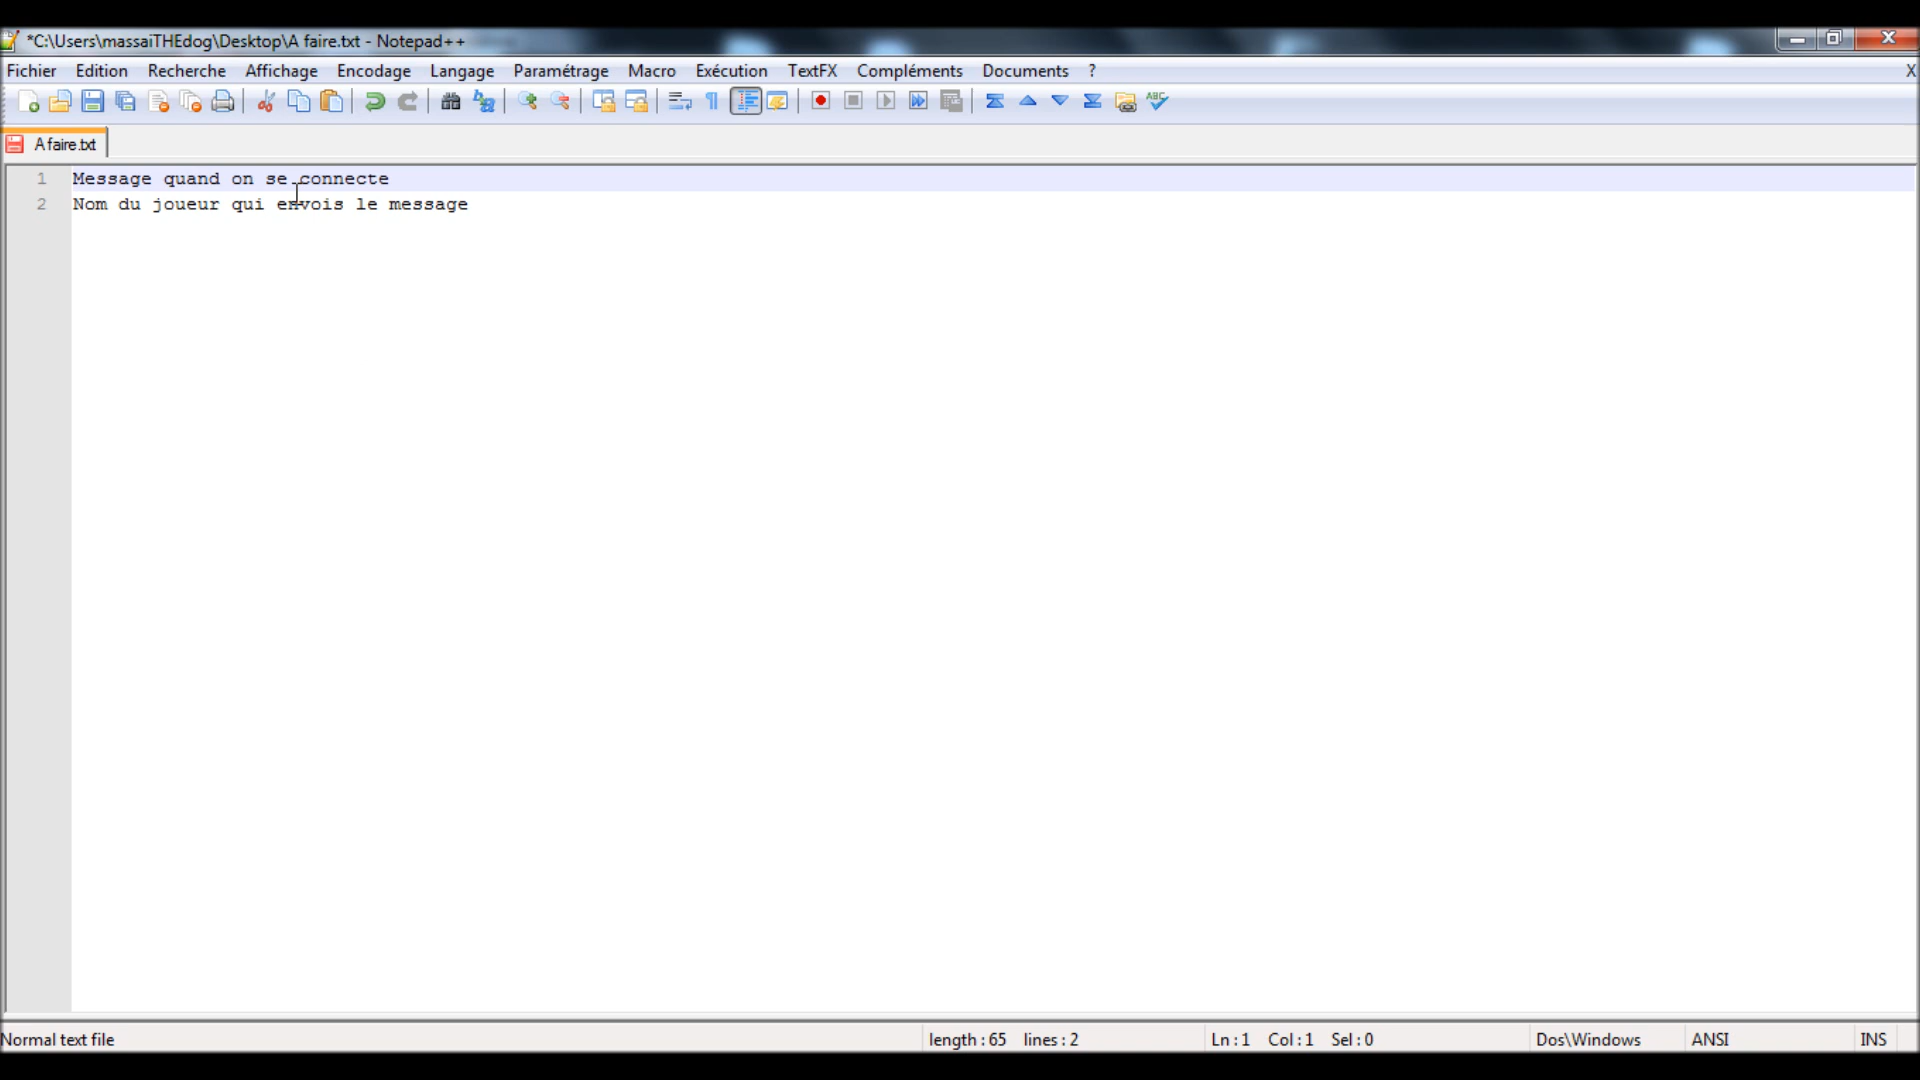 *C:\Users\massaiTHEdog\Desktop\A faire.txt - Notepad++
Fichier Edition Recherche Affichage Encodage Langage Paramétrage Macro Exécution TextFX Compléments Documents ? X
ABC
A faire.txt
1 Message quand on se connecte
2 Nom du joueur qui envois le message
Normal text file length : 65 lines : 2 Ln : 1 Col : 1 Sel : 0 Dos\Windows ANSI INS